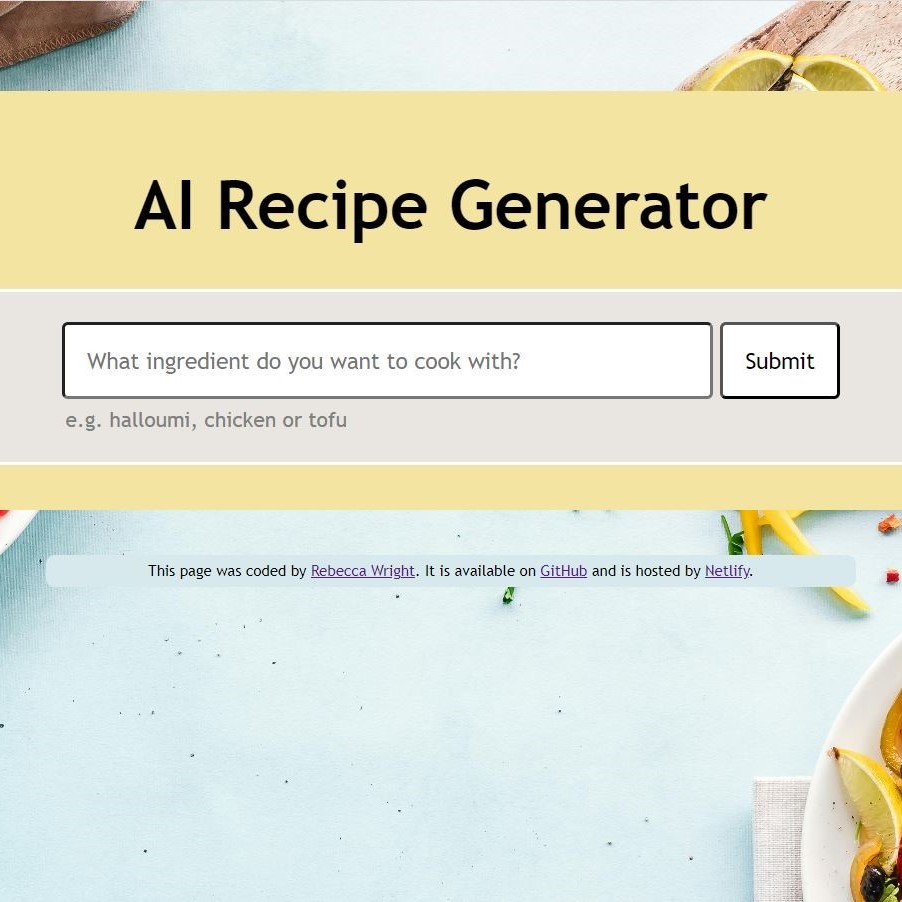 AI Recipe Generator
What ingredient do you want to cook with?
Submit
e.g. halloumi, chicken or tofu
This page was coded by Rebecca Wright. It is available on GitHub and is hosted by Netlify.